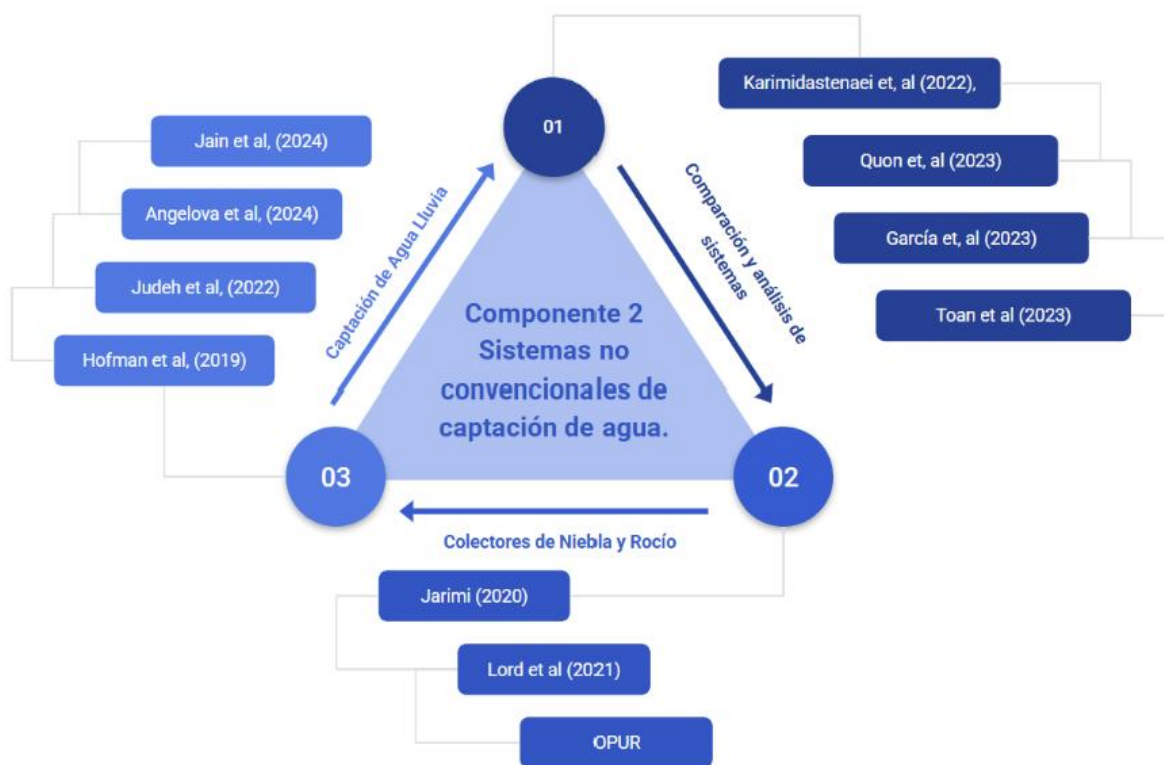 01
Karimidastenaei et, al (2022),
Quon et, al (2023)
García et, al (2023)
Toan et al (2023)
Comparación y análisis de
sistemas
Jain et al, (2024)
Angelova et al, (2024)
Judeh et al, (2022)
Hofman et al, (2019)
Captación de Agua Lluvia
Componente 2
Sistemas no
convencionales de
captación de agua.
03
02
Colectores de Niebla y Rocío
Jarimi (2020)
Lord et al (2021)
OPUR